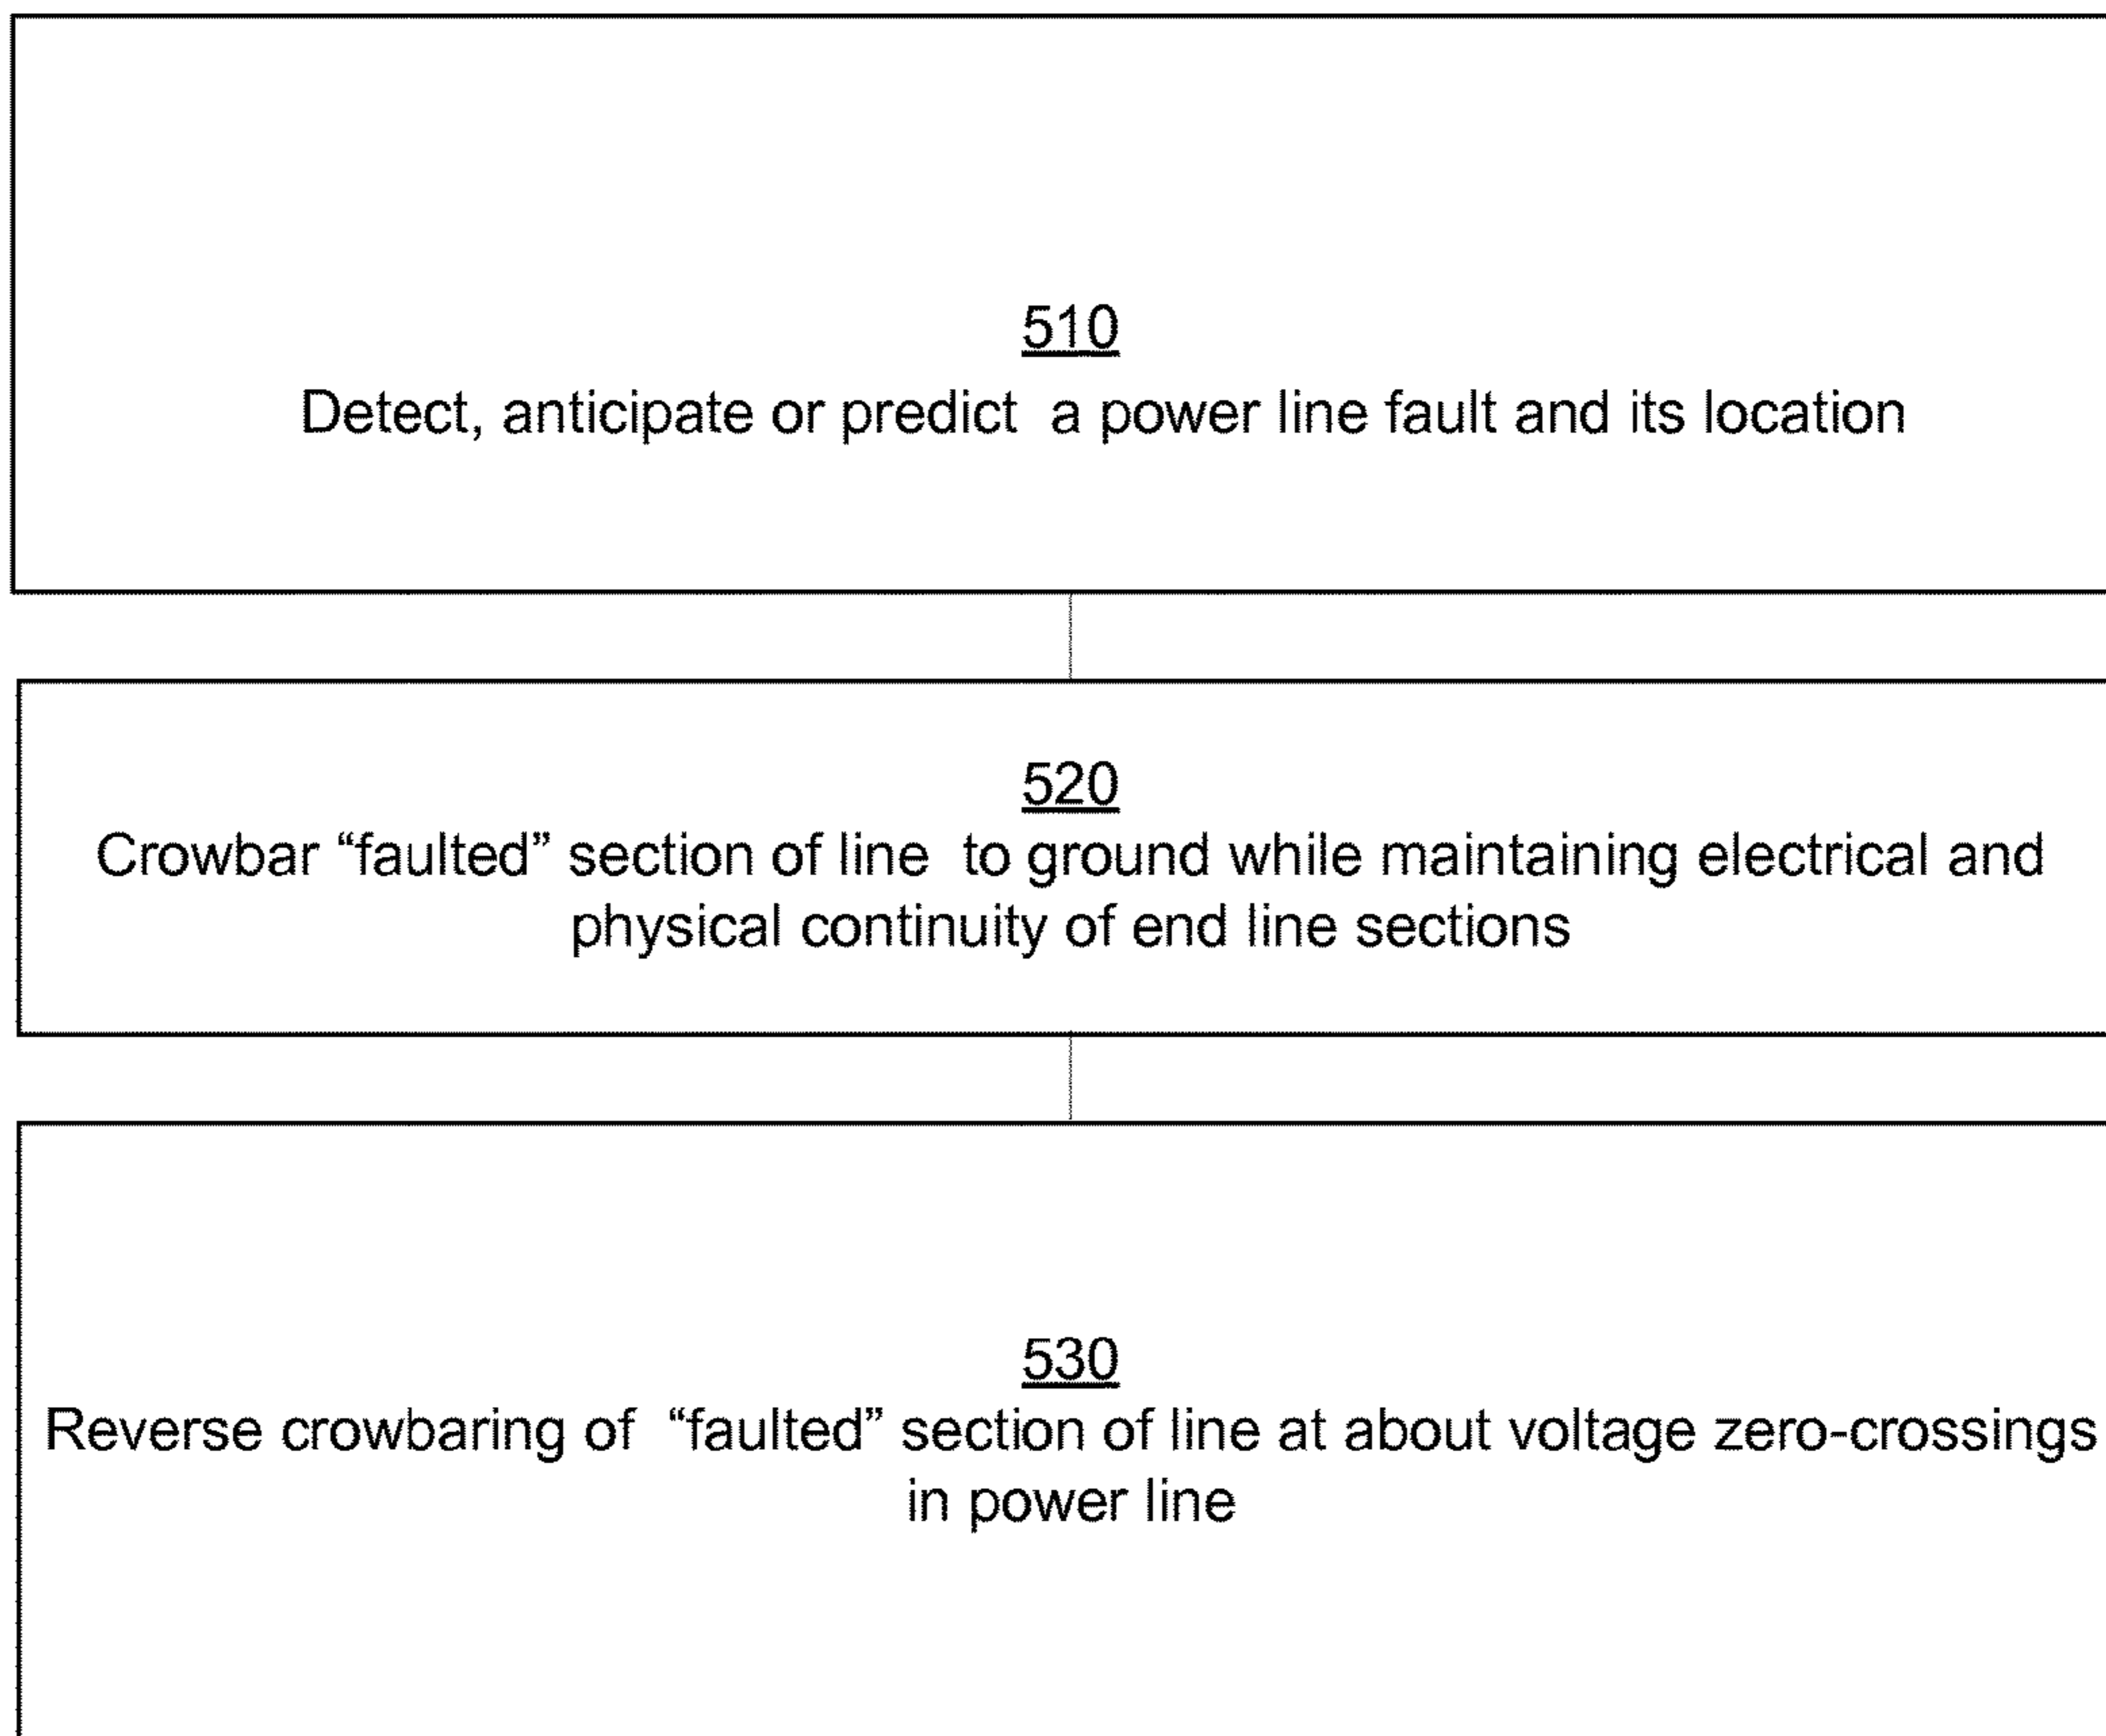 510
Detect, anticipate or predict a power line fault and its location
520
Crowbar “faulted” section of line to ground while maintaining electrical and
physical continuity of end line sections
530
Reverse crowbaring of “faulted” section of line at about voltage zero-crossings
in power line